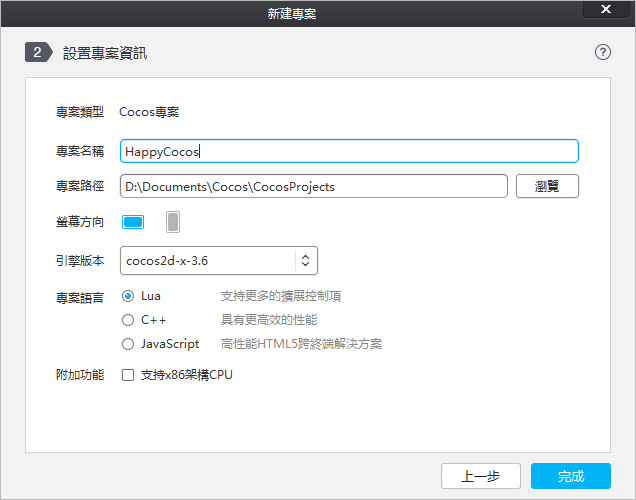 新建專案
2 設置專案資訊 ?
專案類型 Cocos專案
專案名稱 HappyCocos
專案路徑 D:\Documents\Cocos\CocosProjects 瀏覽
螢幕方向
引擎版本 cocos2d-x-3.6
專案語言 Lua 支持更多的擴展控制項
C++ 具有更高效的性能
JavaScript 高性能HTML5跨終端解決方案
附加功能 支持x86架構CPU
上一步 完成